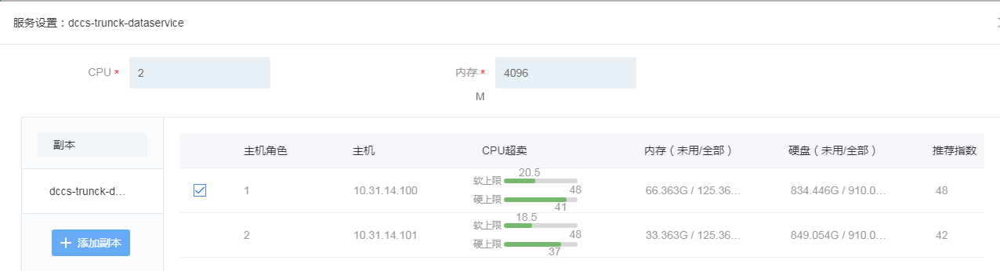 服务设置：dccs-trunck-dataservice
CPU * 2 内存 * 4096
M
副本
dccs-trunck-d...
添加副本
主机角色 主机 CPU超卖 内存（未用/全部） 硬盘（未用/全部） 推荐指数
1 10.31.14.100 软上限 20.5 48 硬上限 41 66.363G / 125.36... 834.446G / 910.0... 48
2 10.31.14.101 软上限 18.5 48 硬上限 37 33.363G / 125.36... 849.054G / 910.0... 42